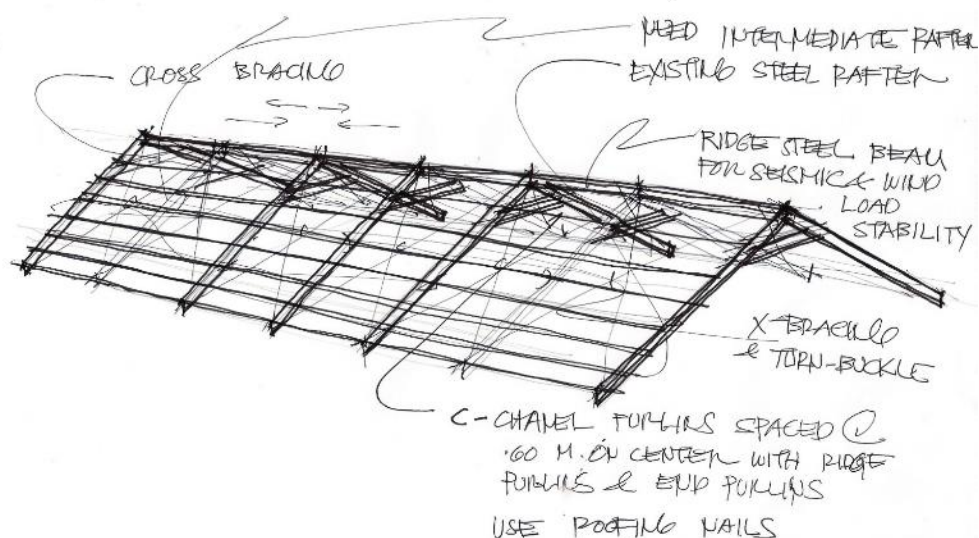 NEED INTERMEDIATE RAFTER
CROSS BRACING
EXISTING STEEL RAFTER
RIDGE STEEL BEAM
FOR SEISMIC & WIND
LOAD
STABILITY
X-BRACING
& TURN-BUCKLE
C-CHANEL PURLINS SPACED @
.60 M. ON CENTER WITH RIDGE
PURLINS & END PURLINS
USE ROOFING NAILS